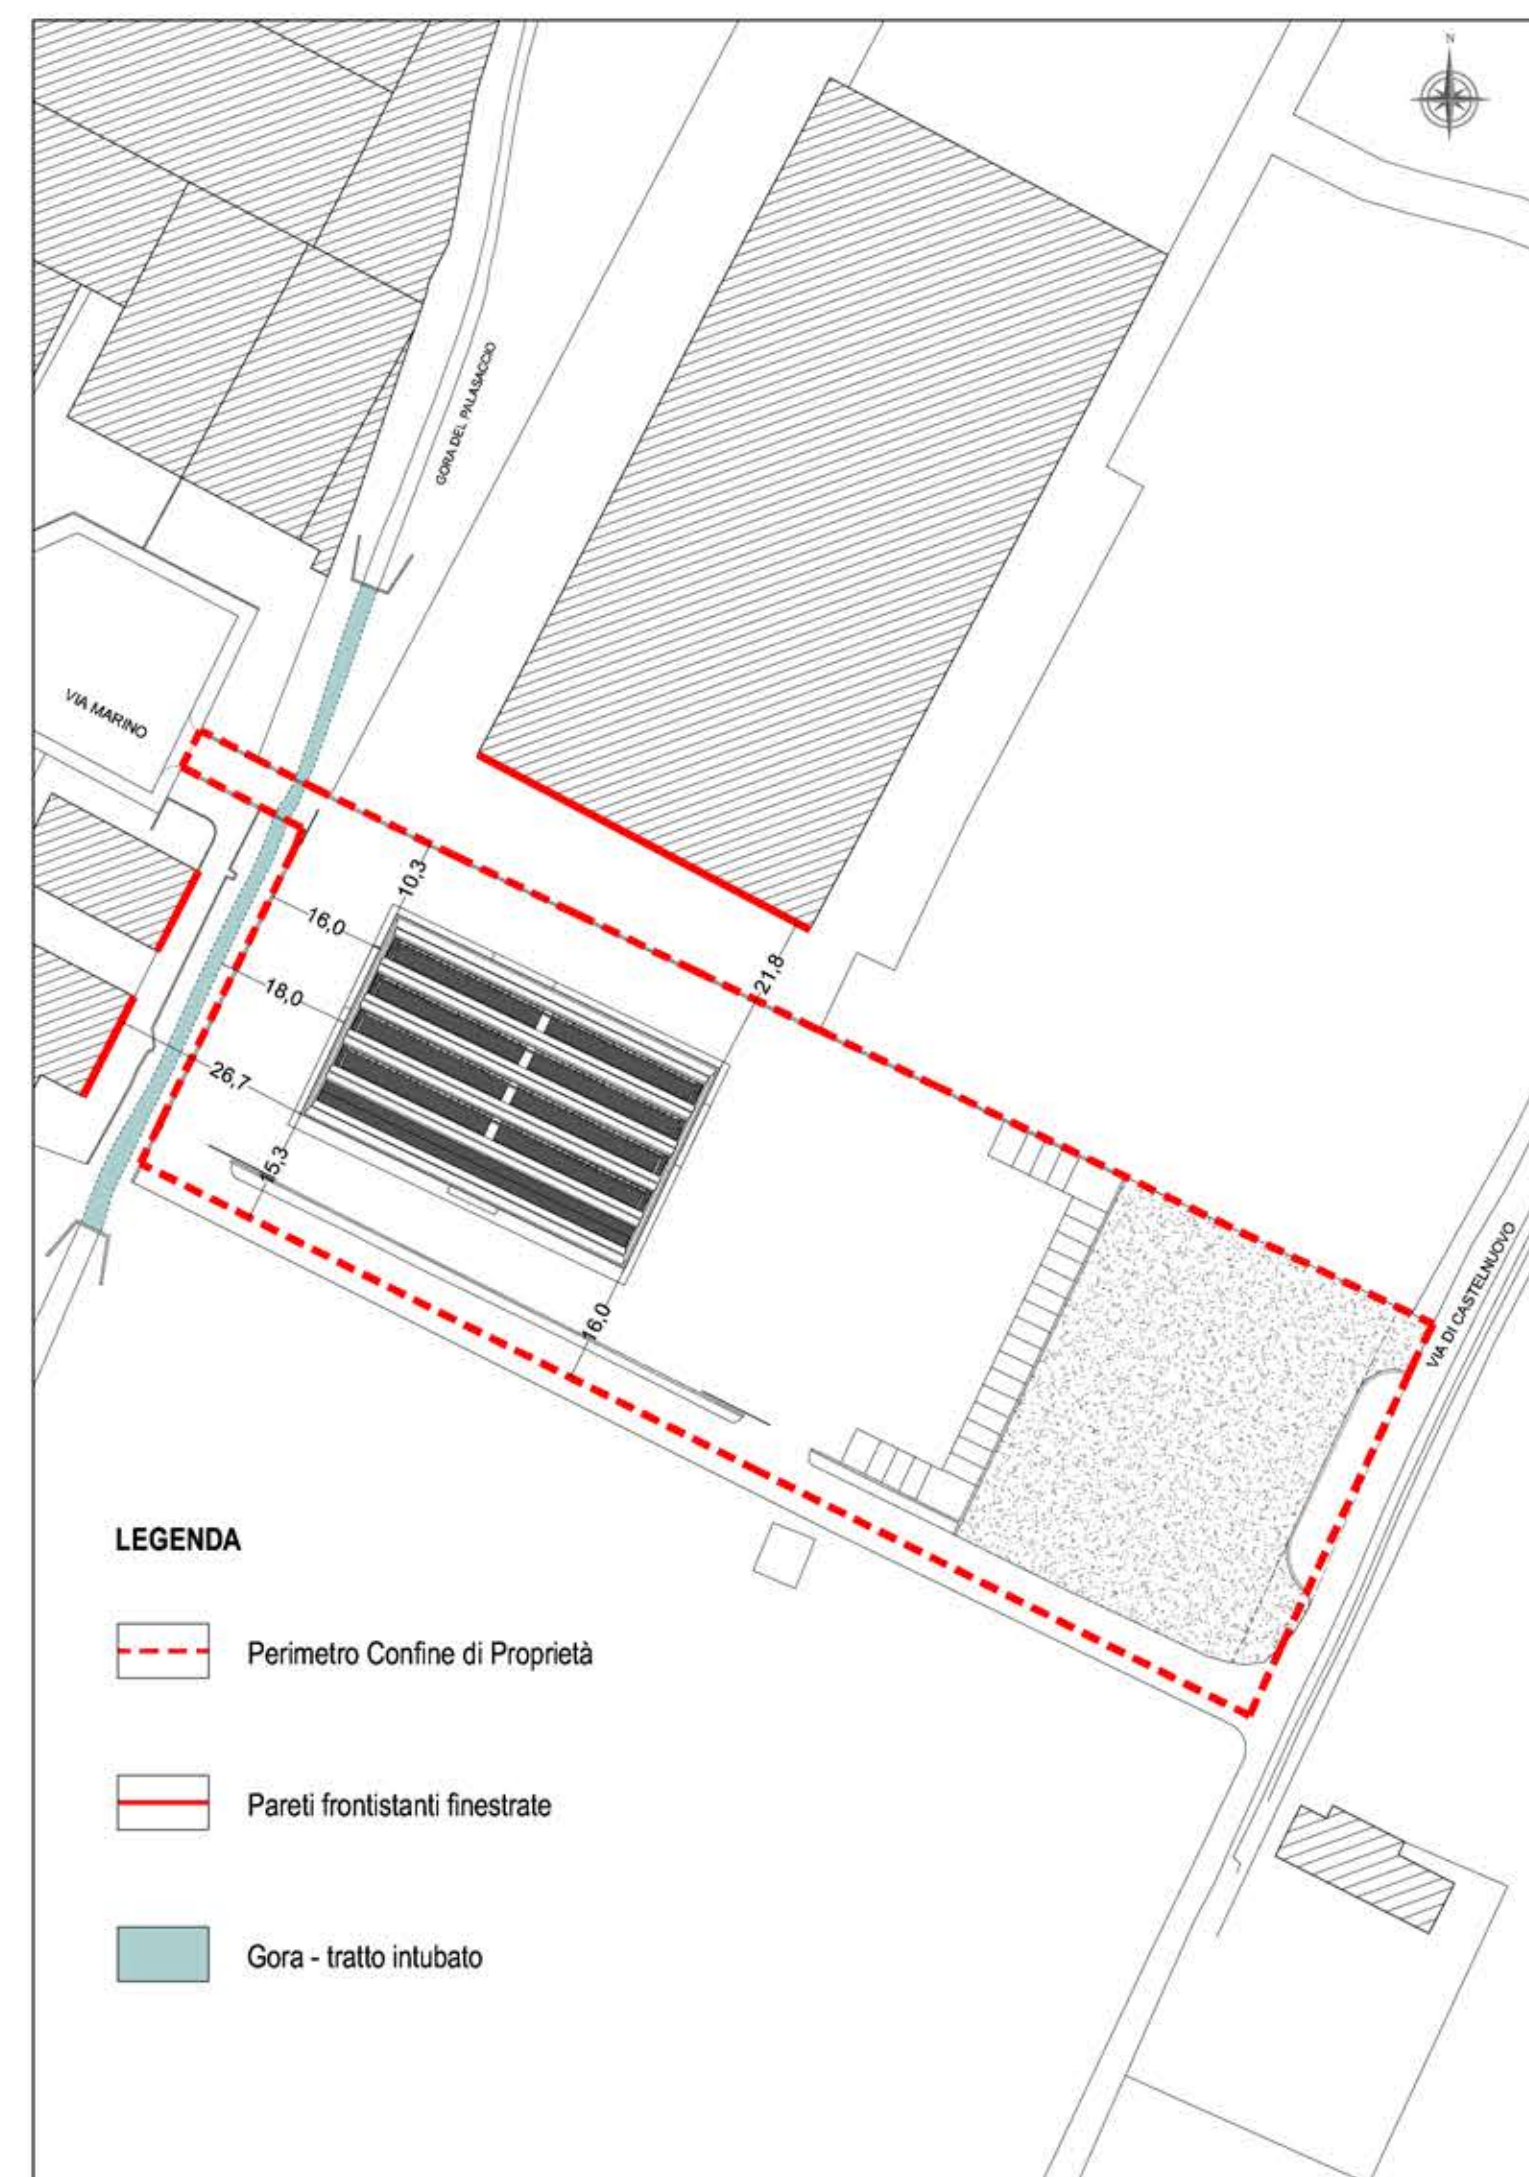 N
GORA DEL PALASACCIO
VIA MARINO
10,3
16,0
21,8
18,0
26,7
15,3
16,0
VIA DI CASTELNUOVO
LEGENDA
Perimetro Confine di Proprietà
Pareti frontistanti finestrate
Gora - tratto intubato